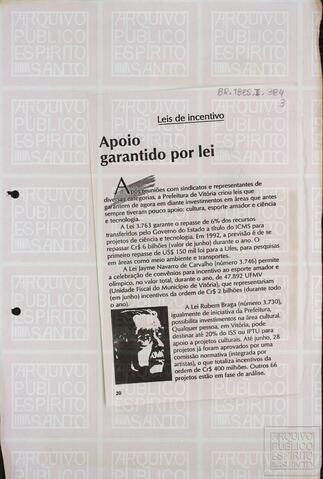 BR.IBES.II.384
3
Leis de incentivo
Apoio
garantido por lei
Após reuniões com sindicatos e representantes de
diversas categorias, a Prefeitura de Vitória criou leis que
garantem de agora em diante investimentos em áreas que antes
sempre tiveram pouco apoio: cultura, esporte amador e ciência
e tecnologia.
A Lei 3.763 garante o repasse de 6% dos recursos
transferidos pelo Governo do Estado a título do ICMS para
projetos de ciência e tecnologia. Em 1992, a previsão é de se
repassar Cr$ 6 bilhões (valor de junho) durante o ano. O
primeiro repasse de US$ 150 mil foi para a Ufes, para pesquisas
em áreas como meio ambiente e transportes.
A Lei Jayme Navarro de Carvalho (número 3.746) permite
a celebração de convênios para incentivo ao esporte amador e
olímpico, no valor total, durante o ano, de 47.892 UFMV
(Unidade Fiscal do Município de Vitória), que representariam
(em junho) incentivos da ordem de Cr$ 2 bilhões (durante todo
o ano).
A Lei Rubem Braga (número 3.730),
igualmente de iniciativa da Prefeitura,
possibilita investimentos na área cultural.
Qualquer pessoa, em Vitória, pode
destinar até 20% do ISS ou IPTU para
apoio a projetos culturais. Até junho, 28
projetos já foram aprovados por uma
comissão normativa (integrada por
artistas), o que totaliza incentivos da
ordem de Cr$ 400 milhões. Outros 66
projetos estão em fase de análise.
20
ARQUIVO
PÚBLICO
ESPÍRITO
SANTO